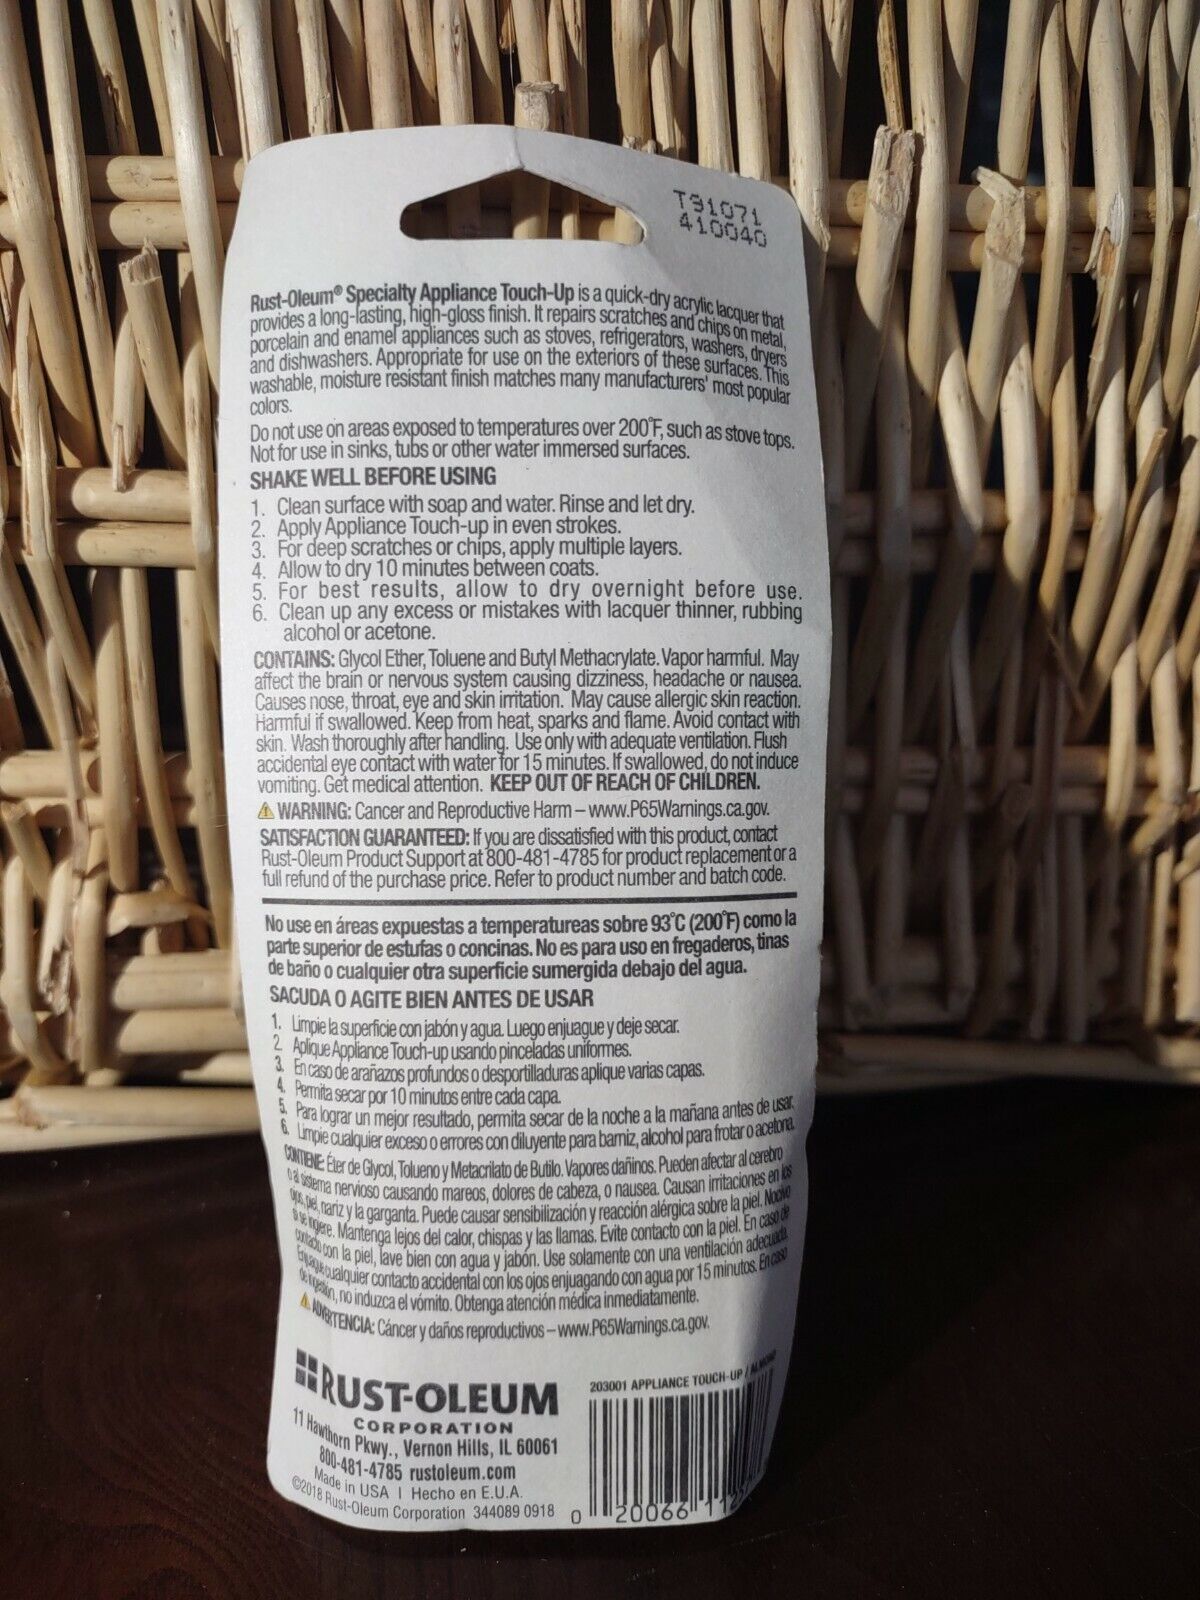 T91071
410040
Rust-Oleum® Specialty Appliance Touch-Up is a quick-dry acrylic lacquer that
provides a long-lasting, high-gloss finish. It repairs scratches and chips on metal,
porcelain and enamel appliances such as stoves, refrigerators, washers, dryers
and dishwashers. Appropriate for use on the exteriors of these surfaces. This
washable, moisture resistant finish matches many manufacturers' most popular
colors.
Do not use on areas exposed to temperatures over 200°F, such as stove tops.
Not for use in sinks, tubs or other water immersed surfaces.
SHAKE WELL BEFORE USING
1. Clean surface with soap and water. Rinse and let dry.
2. Apply Appliance Touch-up in even strokes.
3. For deep scratches or chips, apply multiple layers.
4. Allow to dry 10 minutes between coats.
5. For best results, allow to dry overnight before use.
6. Clean up any excess or mistakes with lacquer thinner, rubbing
alcohol or acetone.
CONTAINS: Glycol Ether, Toluene and Butyl Methacrylate. Vapor harmful. May
affect the brain or nervous system causing dizziness, headache or nausea.
Causes nose, throat, eye and skin irritation. May cause allergic skin reaction.
Harmful if swallowed. Keep from heat, sparks and flame. Avoid contact with
skin. Wash thoroughly after handling. Use only with adequate ventilation. Flush
accidental eye contact with water for 15 minutes. If swallowed, do not induce
vomiting. Get medical attention. KEEP OUT OF REACH OF CHILDREN.
⚠ WARNING: Cancer and Reproductive Harm – www.P65Warnings.ca.gov.
SATISFACTION GUARANTEED: If you are dissatisfied with this product, contact
Rust-Oleum Product Support at 800-481-4785 for product replacement or a
full refund of the purchase price. Refer to product number and batch code.
No use en áreas expuestas a temperatureas sobre 93°C (200°F) como la
parte superior de estufas o concinas. No es para uso en fregaderos, tinas
de baño o cualquier otra superficie sumergida debajo del agua.
SACUDA O AGITE BIEN ANTES DE USAR
1. Limpie la superficie con jabón y agua. Luego enjuague y deje secar.
2. Aplique Appliance Touch-up usando pinceladas uniformes.
3. En caso de arañazos profundos o desportilladuras aplique varias capas.
4. Permita secar por 10 minutos entre cada capa.
5. Para lograr un mejor resultado, permita secar de la noche a la mañana antes de usar.
6. Limpie cualquier exceso o errores con diluyente para barniz, alcohol para frotar o acetona.
CONTIENE: Éter de Glycol, Tolueno y Metacrilato de Butilo. Vapores dañinos. Pueden afectar al cerebro
o al sistema nervioso causando mareos, dolores de cabeza, o nausea. Causan irritaciones en los
ojos, piel, nariz y la garganta. Puede causar sensibilización y reacción alérgica sobre la piel. Nocivo
si se ingiere. Mantenga lejos del calor, chispas y las llamas. Evite contacto con la piel. En caso de
contacto con la piel, lave bien con agua y jabón. Use solamente con una ventilación adecuada.
Enjuague cualquier contacto accidental con los ojos enjuagando con agua por 15 minutos. En caso
de ingestión, no induzca el vómito. Obtenga atención médica inmediatamente.
⚠ ADVERTENCIA: Cáncer y daños reproductivos – www.P65Warnings.ca.gov.
RUST-OLEUM
CORPORATION
11 Hawthorn Pkwy., Vernon Hills, IL 60061
800-481-4785 rustoleum.com
Made in USA | Hecho en E.U.A.
©2018 Rust-Oleum Corporation 344089 0918
203001 APPLIANCE TOUCH-UP / ALMOND
0 20066 112